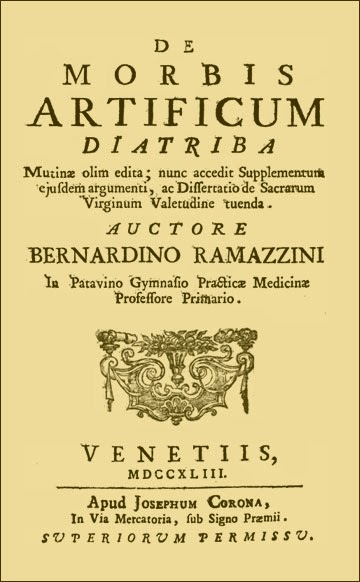 DE
MORBIS
ARTIFICUM
DIATRIBA
Mutinæ olim edita; nunc accedit Supplementum
ejuſdem argumenti, ac Diſſertatio de Sacrarum
Virginum Valetudine tuenda.
AUCTORE
BERNARDINO RAMAZZINI
In Patavino Gymnaſio Practicæ Medicinæ
Profeſſore Primario.
VENETIIS,
MDCCXLIII.
Apud JOSEPHUM CORONA,
In Via Mercatoria, ſub Signo Præmii.
SUPERIORUM PERMISSU.